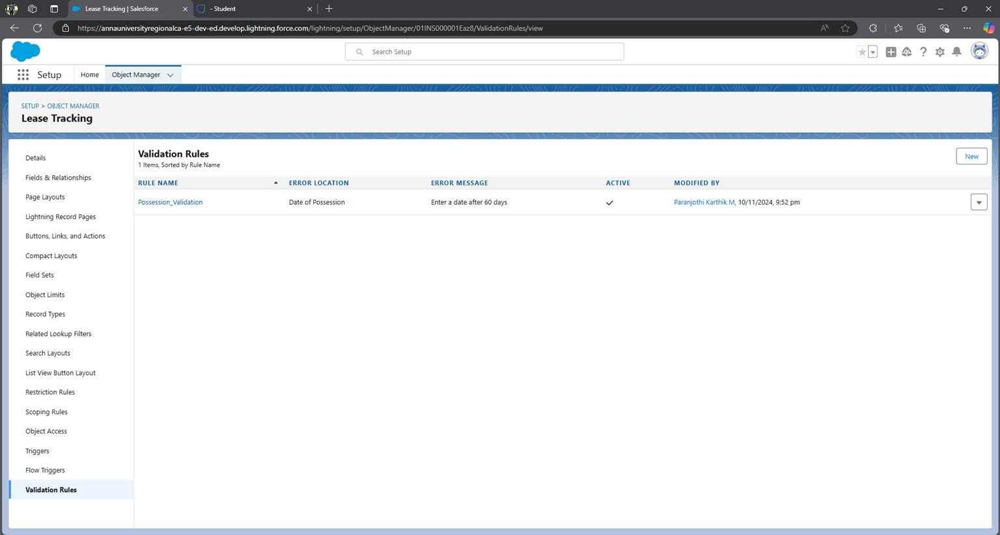 Lease Tracking | Salesforce
- Student
https://annauniversityregionalca-e5-dev-ed.develop.lightning.force.com/lightning/setup/ObjectManager/01INS000001Eaz8/ValidationRules/view
Search Setup
Setup
Home
Object Manager
SETUP > OBJECT MANAGER
Lease Tracking
Details
Fields & Relationships
Page Layouts
Lightning Record Pages
Buttons, Links, and Actions
Compact Layouts
Field Sets
Object Limits
Record Types
Related Lookup Filters
Search Layouts
List View Button Layout
Restriction Rules
Scoping Rules
Object Access
Triggers
Flow Triggers
Validation Rules
Validation Rules
1 Items, Sorted by Rule Name
New
RULE NAME ERROR LOCATION ERROR MESSAGE ACTIVE MODIFIED BY
Possession_Validation Date of Possession Enter a date after 60 days Paranjothi Karthik M, 10/11/2024, 9:52 pm